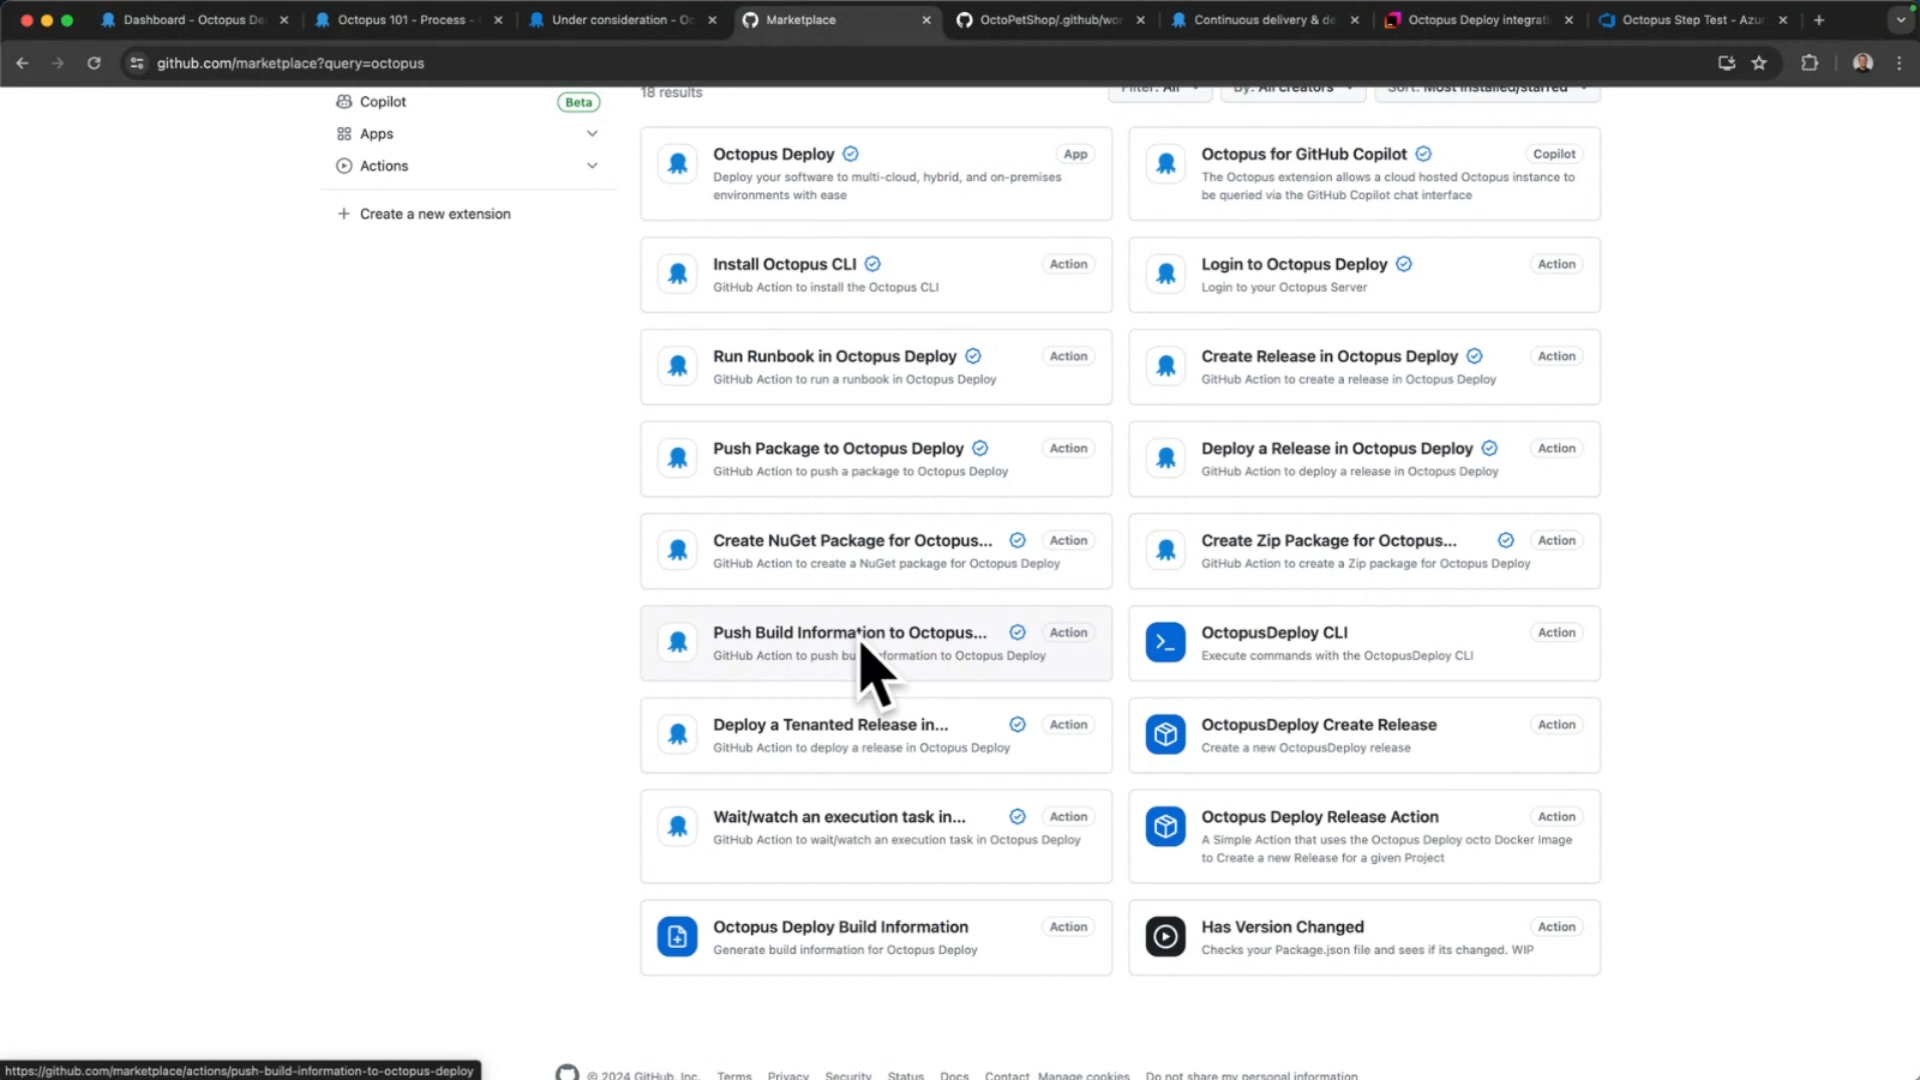 Dashboard - Octopus De
Octopus 101 - Process -
Under consideration - Oc
Marketplace
OctoPetShop/.github/wor
Continuous delivery & de
Octopus Deploy integrati
Octopus Step Test - Azur
github.com/marketplace?query=octopus
18 results
Filter: All
By: All creators
Sort: Most installed/starred
Copilot
Beta
Apps
Actions
Create a new extension
Octopus Deploy
App
Deploy your software to multi-cloud, hybrid, and on-premises
environments with ease
Octopus for GitHub Copilot
Copilot
The Octopus extension allows a cloud hosted Octopus instance to
be queried via the GitHub Copilot chat interface
Install Octopus CLI
Action
GitHub Action to install the Octopus CLI
Login to Octopus Deploy
Action
Login to your Octopus Server
Run Runbook in Octopus Deploy
Action
GitHub Action to run a runbook in Octopus Deploy
Create Release in Octopus Deploy
Action
GitHub Action to create a release in Octopus Deploy
Push Package to Octopus Deploy
Action
GitHub Action to push a package to Octopus Deploy
Deploy a Release in Octopus Deploy
Action
GitHub Action to deploy a release in Octopus Deploy
Create NuGet Package for Octopus...
Action
GitHub Action to create a NuGet package for Octopus Deploy
Create Zip Package for Octopus...
Action
GitHub Action to create a Zip package for Octopus Deploy
Push Build Information to Octopus...
Action
GitHub Action to push bu formation to Octopus Deploy
OctopusDeploy CLI
Action
Execute commands with the OctopusDeploy CLI
Deploy a Tenanted Release in...
Action
GitHub Action to deploy a release in Octopus Deploy
OctopusDeploy Create Release
Action
Create a new OctopusDeploy release
Wait/watch an execution task in...
Action
GitHub Action to wait/watch an execution task in Octopus Deploy
Octopus Deploy Release Action
Action
A Simple Action that uses the Octopus Deploy octo Docker Image
to Create a new Release for a given Project
Octopus Deploy Build Information
Action
Generate build information for Octopus Deploy
Has Version Changed
Action
Checks your Package.json file and sees if its changed. WIP
https://github.com/marketplace/actions/push-build-information-to-octopus-deploy
© 2024 GitHub, Inc.
Terms
Privacy
Security
Status
Docs
Contact
Manage cookies
Do not share my personal information